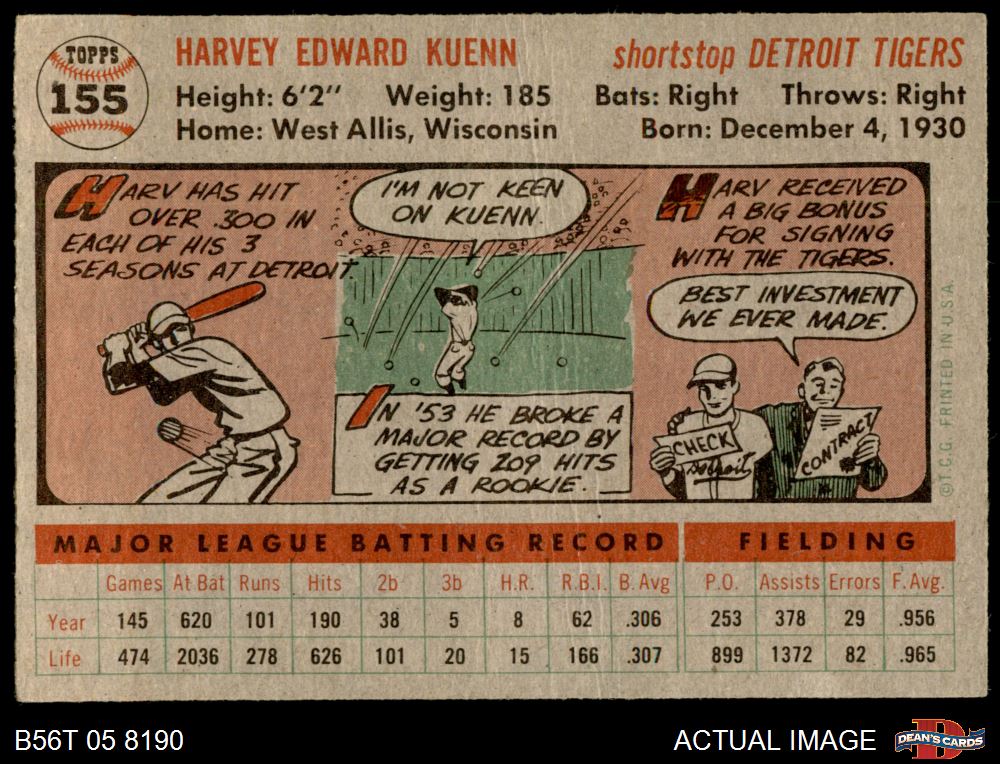 TOPPS
155
HARVEY EDWARD KUENN
shortstop DETROIT TIGERS
Height: 6'2" Weight: 185 Bats: Right Throws: Right
Home: West Allis, Wisconsin Born: December 4, 1930
HARV HAS HIT
OVER .300 IN
EACH OF HIS 3
SEASONS AT DETROIT.
I'M NOT KEEN
ON KUENN.
IN '53 HE BROKE A
MAJOR RECORD BY
GETTING 209 HITS
AS A ROOKIE.
HARV RECEIVED
A BIG BONUS
FOR SIGNING
WITH THE TIGERS.
BEST INVESTMENT
WE EVER MADE.
CHECK
Detroit
CONTRACT
©T.C.G. PRINTED IN U.S.A.
MAJOR LEAGUE BATTING RECORD FIELDING
Games At Bat Runs Hits 2b 3b H.R. R.B.I. B. Avg P.O. Assists Errors F. Avg.
Year 145 620 101 190 38 5 8 62 .306 253 378 29 .956
Life 474 2036 278 626 101 20 15 166 .307 899 1372 82 .965
B56T 05 8190 ACTUAL IMAGE DEAN'S CARDS